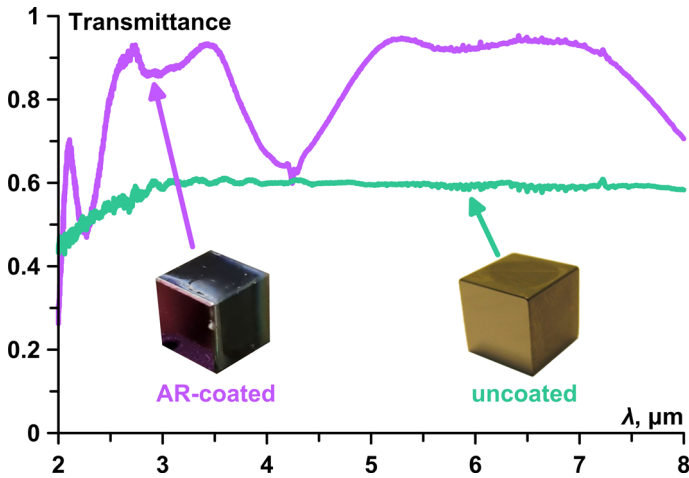 1
Transmittance
0.8
0.6
0.4
0.2
0
AR-coated
uncoated
λ, μm
2 3 4 5 6 7 8